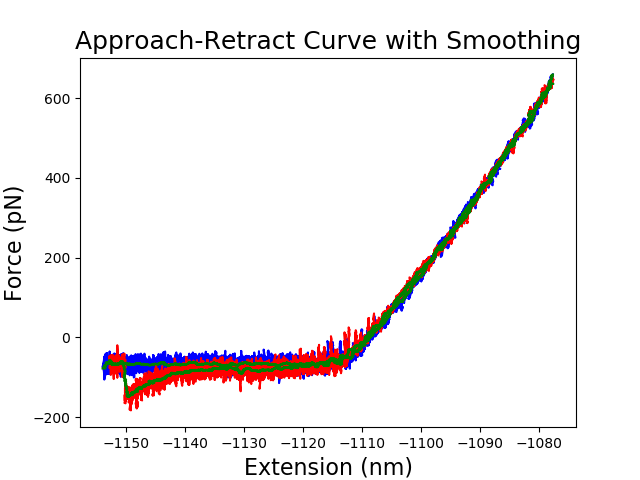 Approach-Retract Curve with Smoothing
Force (pN)
600
400
200
0
−200
−1150 −1140 −1130 −1120 −1110 −1100 −1090 −1080
Extension (nm)